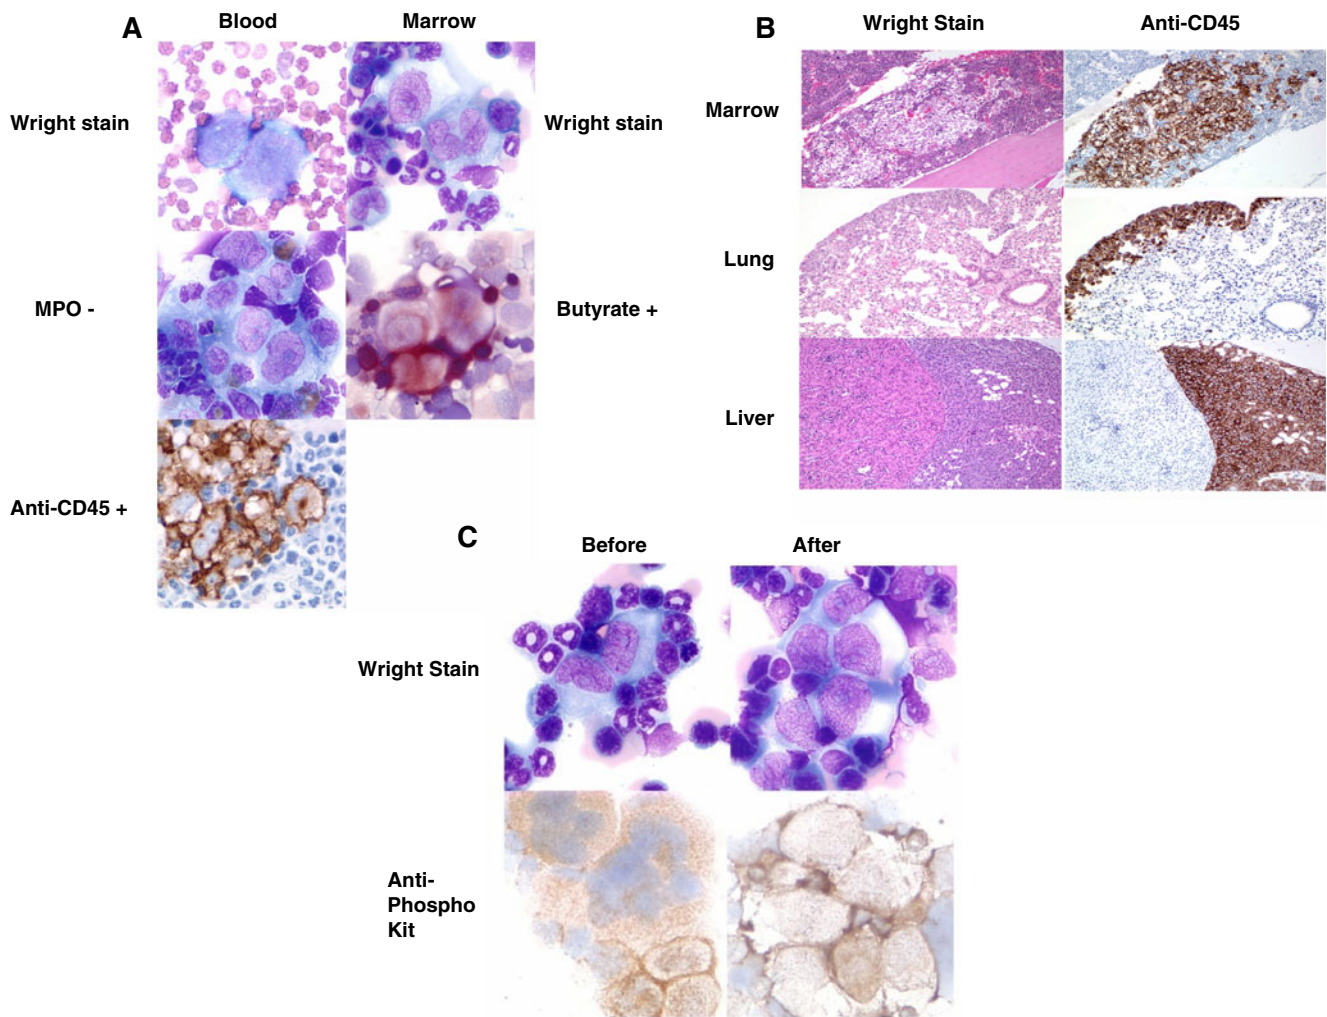 A
Blood
Marrow
Wright stain
Wright stain
MPO -
Butyrate +
Anti-CD45 +
B
Wright Stain
Anti-CD45
Marrow
Lung
Liver
C
Before
After
Wright Stain
Anti-
Phospho
Kit